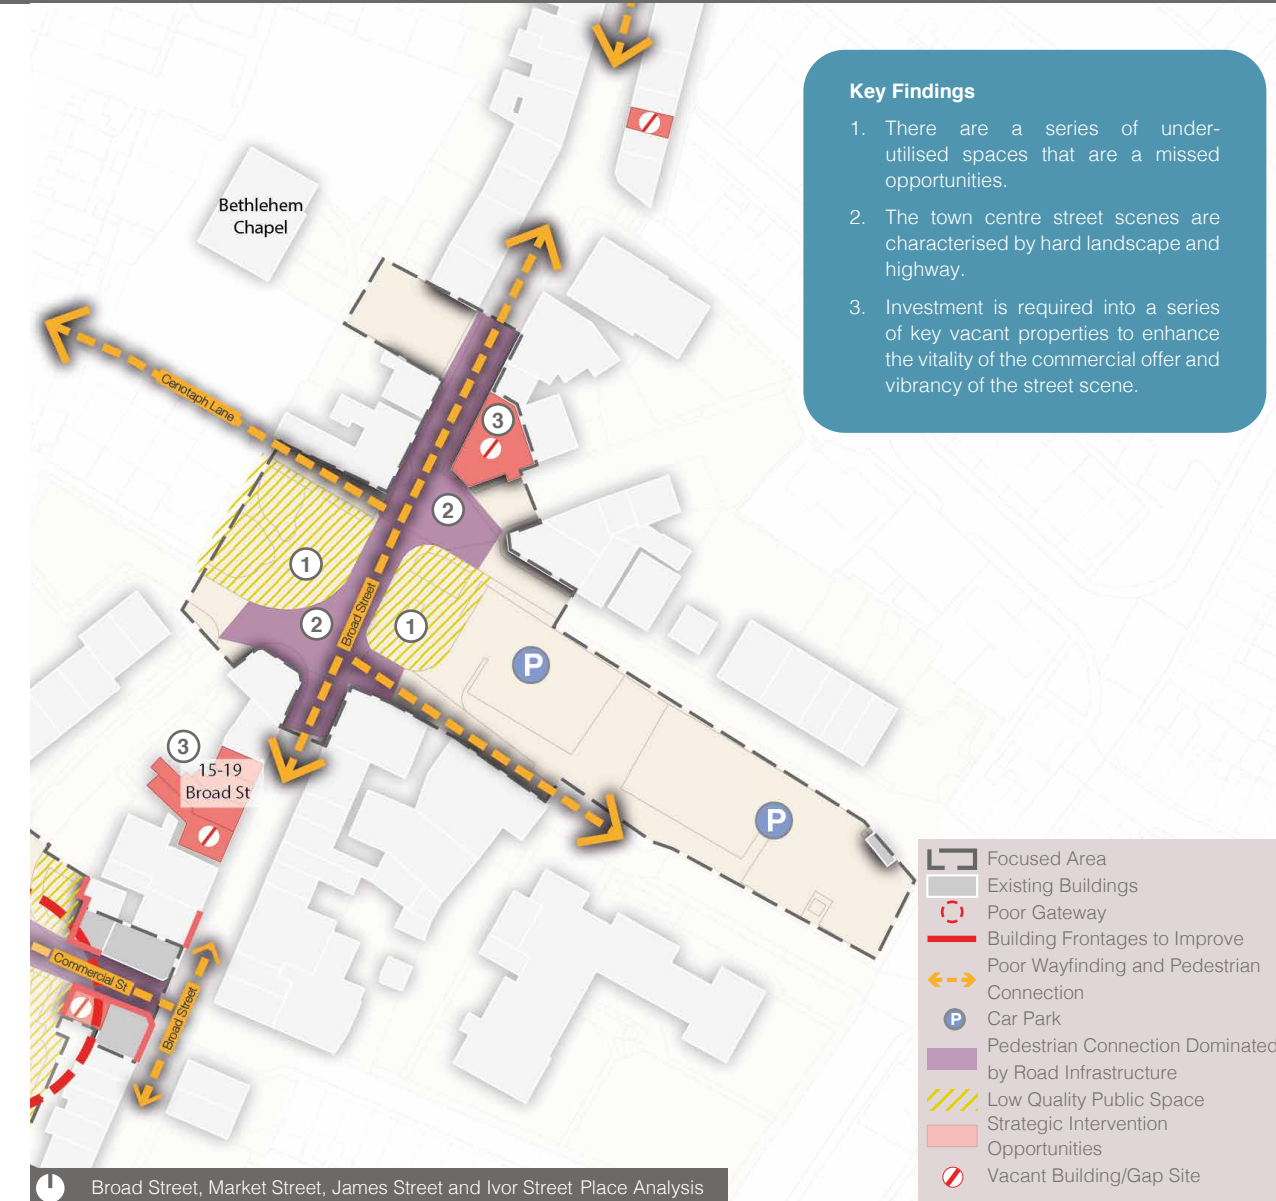 Key Findings
1. There are a series of under-
utilised spaces that are a missed
opportunities.
2. The town centre street scenes are
characterised by hard landscape and
highway.
3. Investment is required into a series
of key vacant properties to enhance
the vitality of the commercial offer and
vibrancy of the street scene.
Bethlehem
Chapel
Cenotaph Lane
3
2
1
Broad Street
2
1
P
3
15-19
Broad St
P
Commercial St
Broad Street
Focused Area
Existing Buildings
Poor Gateway
Building Frontages to Improve
Poor Wayfinding and Pedestrian
Connection
P Car Park
Pedestrian Connection Dominated
by Road Infrastructure
Low Quality Public Space
Strategic Intervention
Opportunities
Vacant Building/Gap Site
Broad Street, Market Street, James Street and Ivor Street Place Analysis